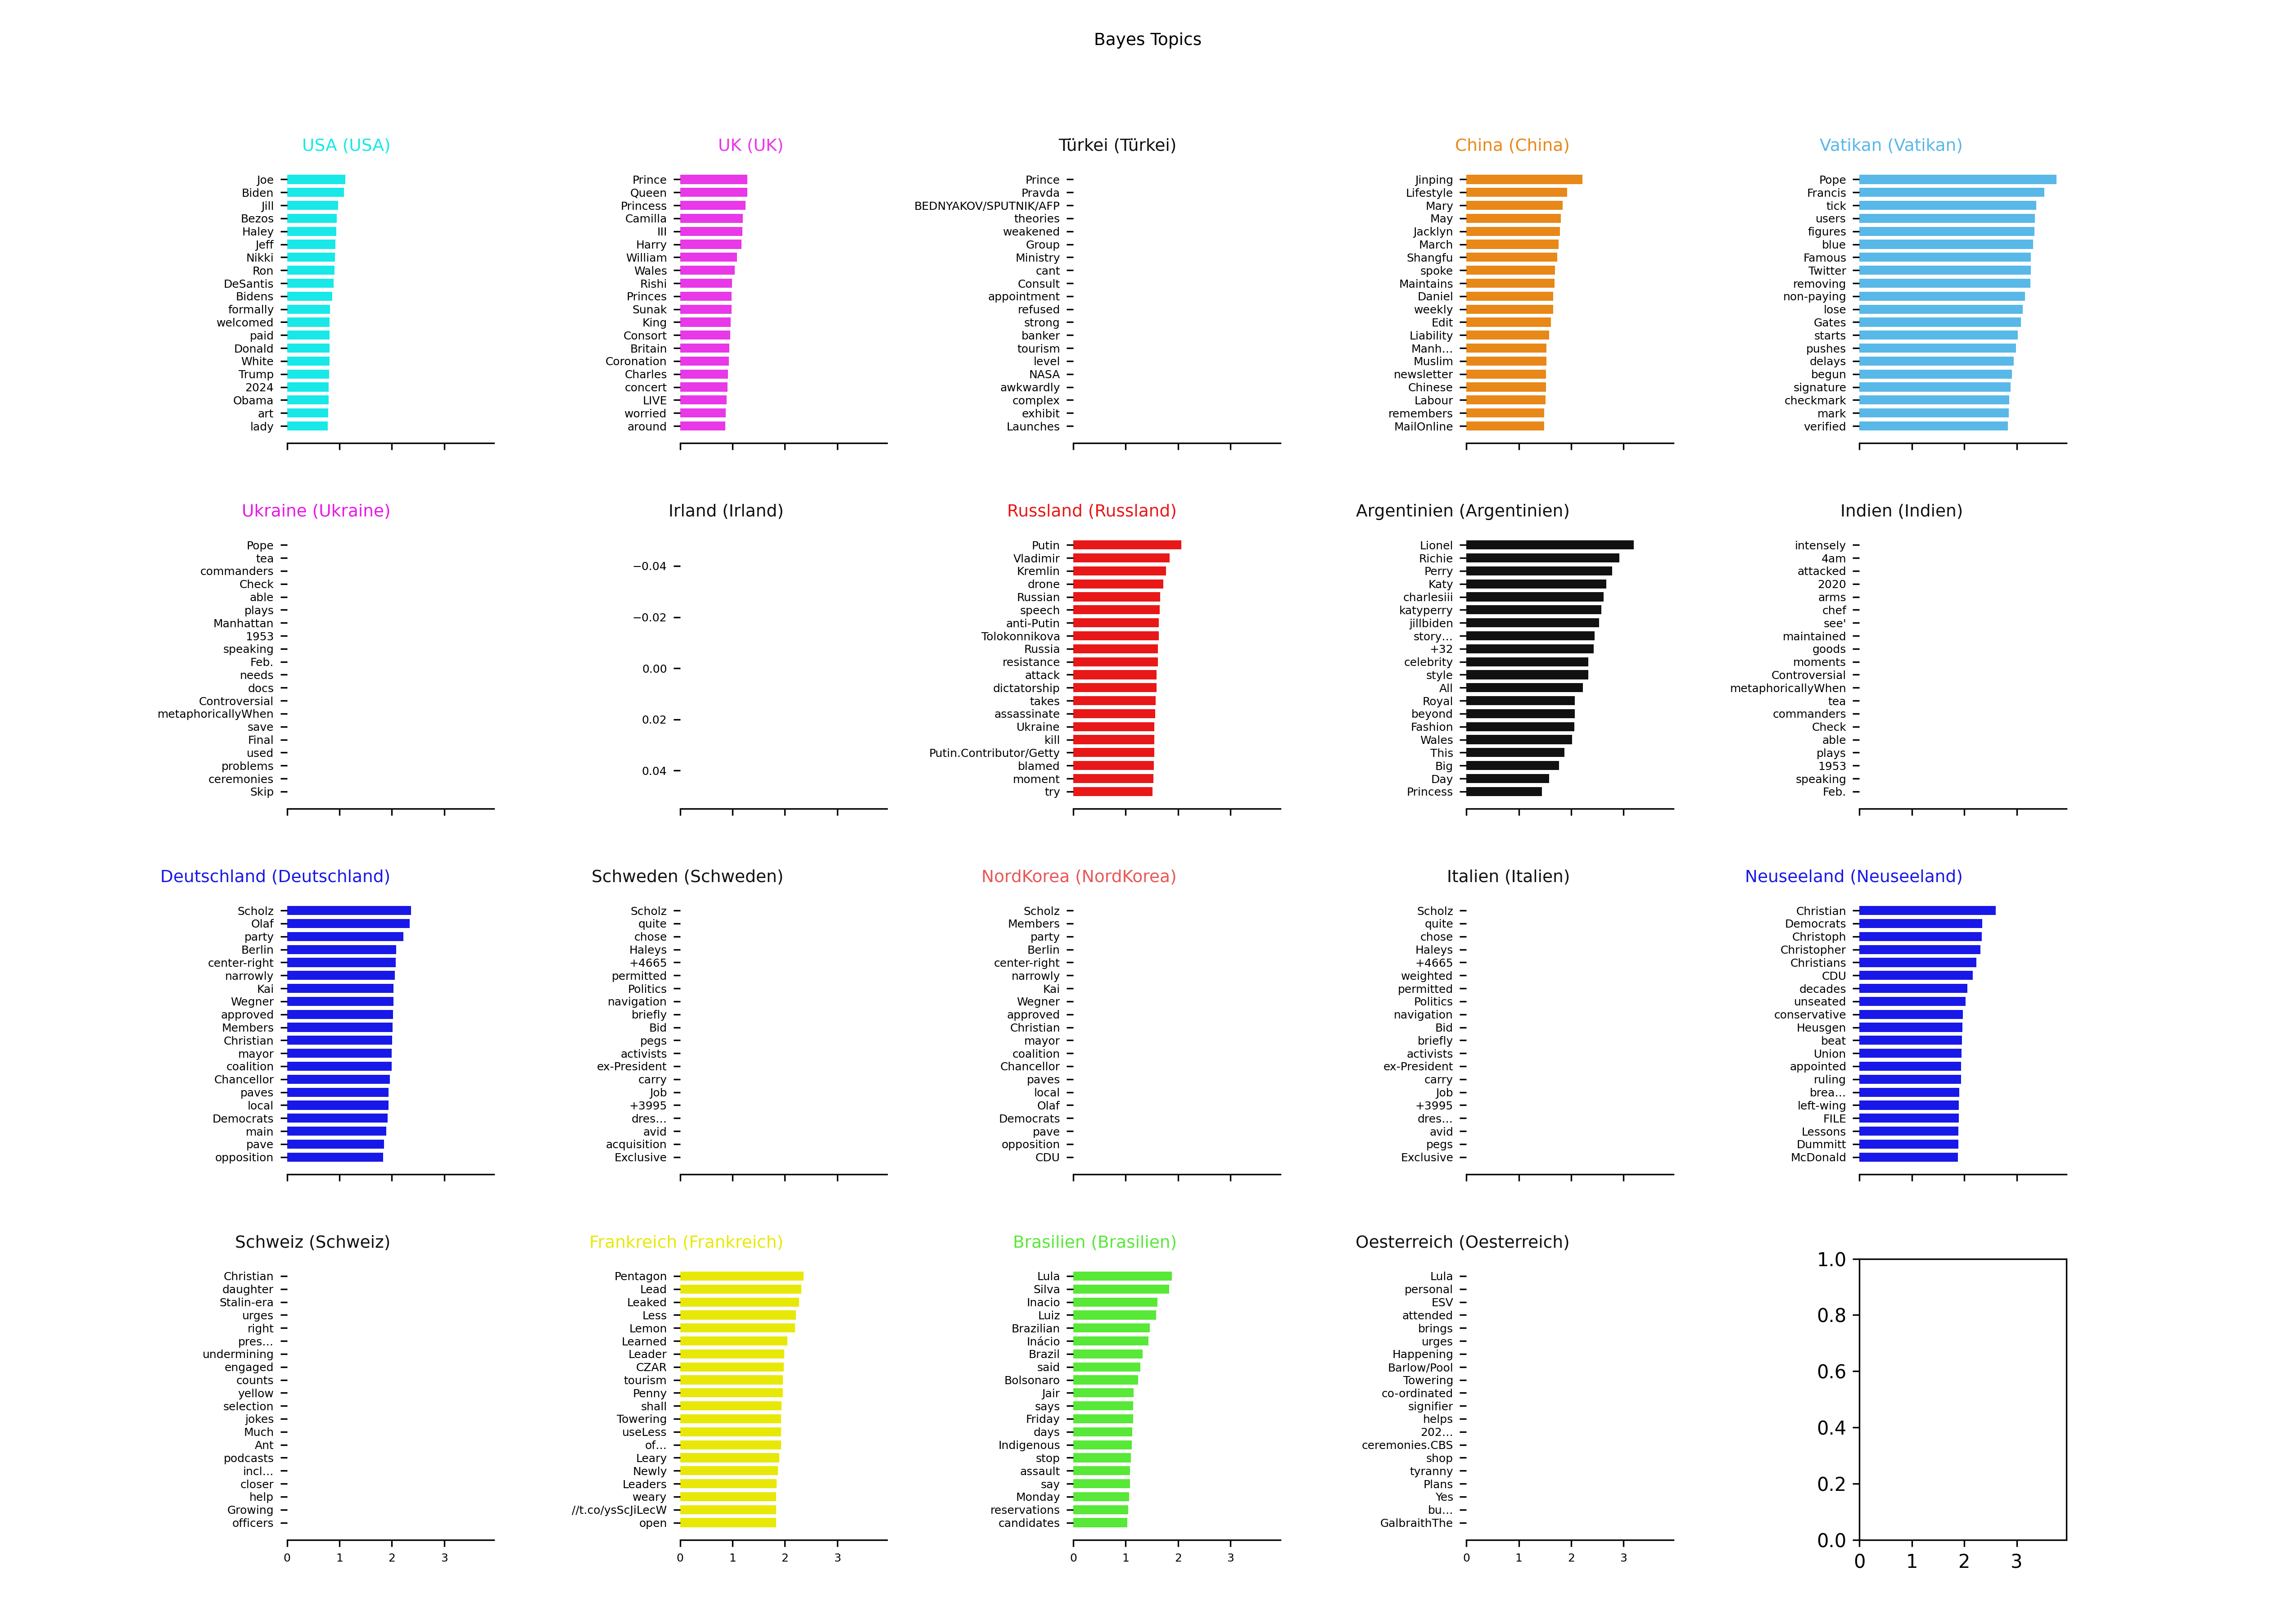 Bayes Topics
USA (USA)
Joe
Biden
Jill
Bezos
Haley
Jeff
Nikki
Ron
DeSantis
Bidens
formally
welcomed
paid
Donald
White
Trump
2024
Obama
art
lady
UK (UK)
Prince
Queen
Princess
Camilla
III
Harry
William
Wales
Rishi
Princes
Sunak
King
Consort
Britain
Coronation
Charles
concert
LIVE
worried
around
Türkei (Türkei)
Prince
Pravda
BEDNYAKOV/SPUTNIK/AFP
theories
weakened
Group
Ministry
cant
Consult
appointment
refused
strong
banker
tourism
level
NASA
awkwardly
complex
exhibit
Launches
China (China)
Jinping
Lifestyle
Mary
May
Jacklyn
March
Shangfu
spoke
Maintains
Daniel
weekly
Edit
Liability
Manh...
Muslim
newsletter
Chinese
Labour
remembers
MailOnline
Vatikan (Vatikan)
Pope
Francis
tick
users
figures
blue
Famous
Twitter
removing
non-paying
lose
Gates
starts
pushes
delays
begun
signature
checkmark
mark
verified
Ukraine (Ukraine)
Pope
tea
commanders
Check
able
plays
Manhattan
1953
speaking
Feb.
needs
docs
Controversial
metaphoricallyWhen
save
Final
used
problems
ceremonies
Skip
Irland (Irland)
−0.04
−0.02
0.00
0.02
0.04
Russland (Russland)
Putin
Vladimir
Kremlin
drone
Russian
speech
anti-Putin
Tolokonnikova
Russia
resistance
attack
dictatorship
takes
assassinate
Ukraine
kill
Putin.Contributor/Getty
blamed
moment
try
Argentinien (Argentinien)
Lionel
Richie
Perry
Katy
charlesiii
katyperry
jillbiden
story...
+32
celebrity
style
All
Royal
beyond
Fashion
Wales
This
Big
Day
Princess
Indien (Indien)
intensely
4am
attacked
2020
arms
chef
see'
maintained
goods
moments
Controversial
metaphoricallyWhen
tea
commanders
Check
able
plays
1953
speaking
Feb.
Deutschland (Deutschland)
Scholz
Olaf
party
Berlin
center-right
narrowly
Kai
Wegner
approved
Members
Christian
mayor
coalition
Chancellor
paves
local
Democrats
main
pave
opposition
Schweden (Schweden)
Scholz
quite
chose
Haleys
+4665
permitted
Politics
navigation
briefly
Bid
pegs
activists
ex-President
carry
Job
+3995
dres...
avid
acquisition
Exclusive
NordKorea (NordKorea)
Scholz
Members
party
Berlin
center-right
narrowly
Kai
Wegner
approved
Christian
mayor
coalition
Chancellor
paves
local
Olaf
Democrats
pave
opposition
CDU
Italien (Italien)
Scholz
quite
chose
Haleys
+4665
weighted
permitted
Politics
navigation
Bid
briefly
activists
ex-President
carry
Job
+3995
dres...
avid
pegs
Exclusive
Neuseeland (Neuseeland)
Christian
Democrats
Christoph
Christopher
Christians
CDU
decades
unseated
conservative
Heusgen
beat
Union
appointed
ruling
brea...
left-wing
FILE
Lessons
Dummitt
McDonald
Schweiz (Schweiz)
Christian
daughter
Stalin-era
urges
right
pres...
undermining
engaged
counts
yellow
selection
jokes
Much
Ant
podcasts
incl...
closer
help
Growing
officers
0 1 2 3
Frankreich (Frankreich)
Pentagon
Lead
Leaked
Less
Lemon
Learned
Leader
CZAR
tourism
Penny
shall
Towering
useLess
of...
Leary
Newly
Leaders
weary
//t.co/ysScJiLecW
open
0 1 2 3
Brasilien (Brasilien)
Lula
Silva
Inacio
Luiz
Brazilian
Inácio
Brazil
said
Bolsonaro
Jair
says
Friday
days
Indigenous
stop
assault
say
Monday
reservations
candidates
0 1 2 3
Oesterreich (Oesterreich)
Lula
personal
ESV
attended
brings
urges
Happening
Barlow/Pool
Towering
co-ordinated
signifier
helps
202...
ceremonies.CBS
shop
tyranny
Plans
Yes
bu...
GalbraithThe
0 1 2 3
1.0
0.8
0.6
0.4
0.2
0.0
0 1 2 3